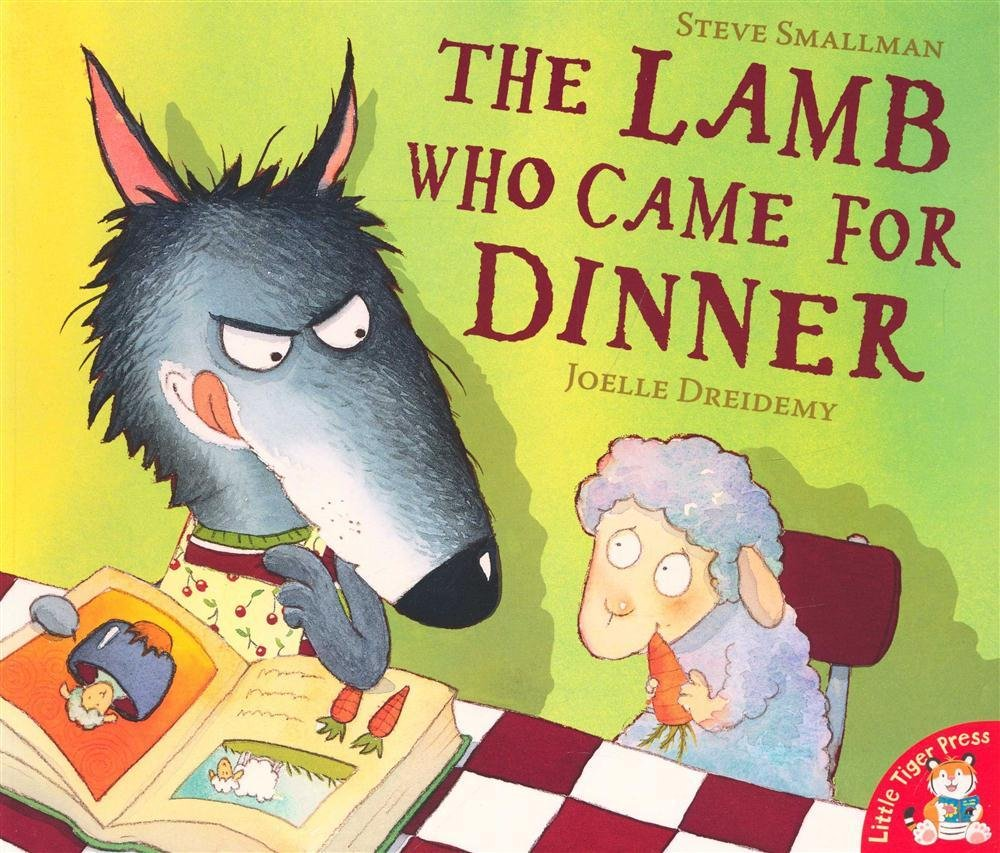 STEVE SMALLMAN
THE LAMB
WHO CAME FOR
DINNER
JOELLE DREIDEMY
Little Tiger Press